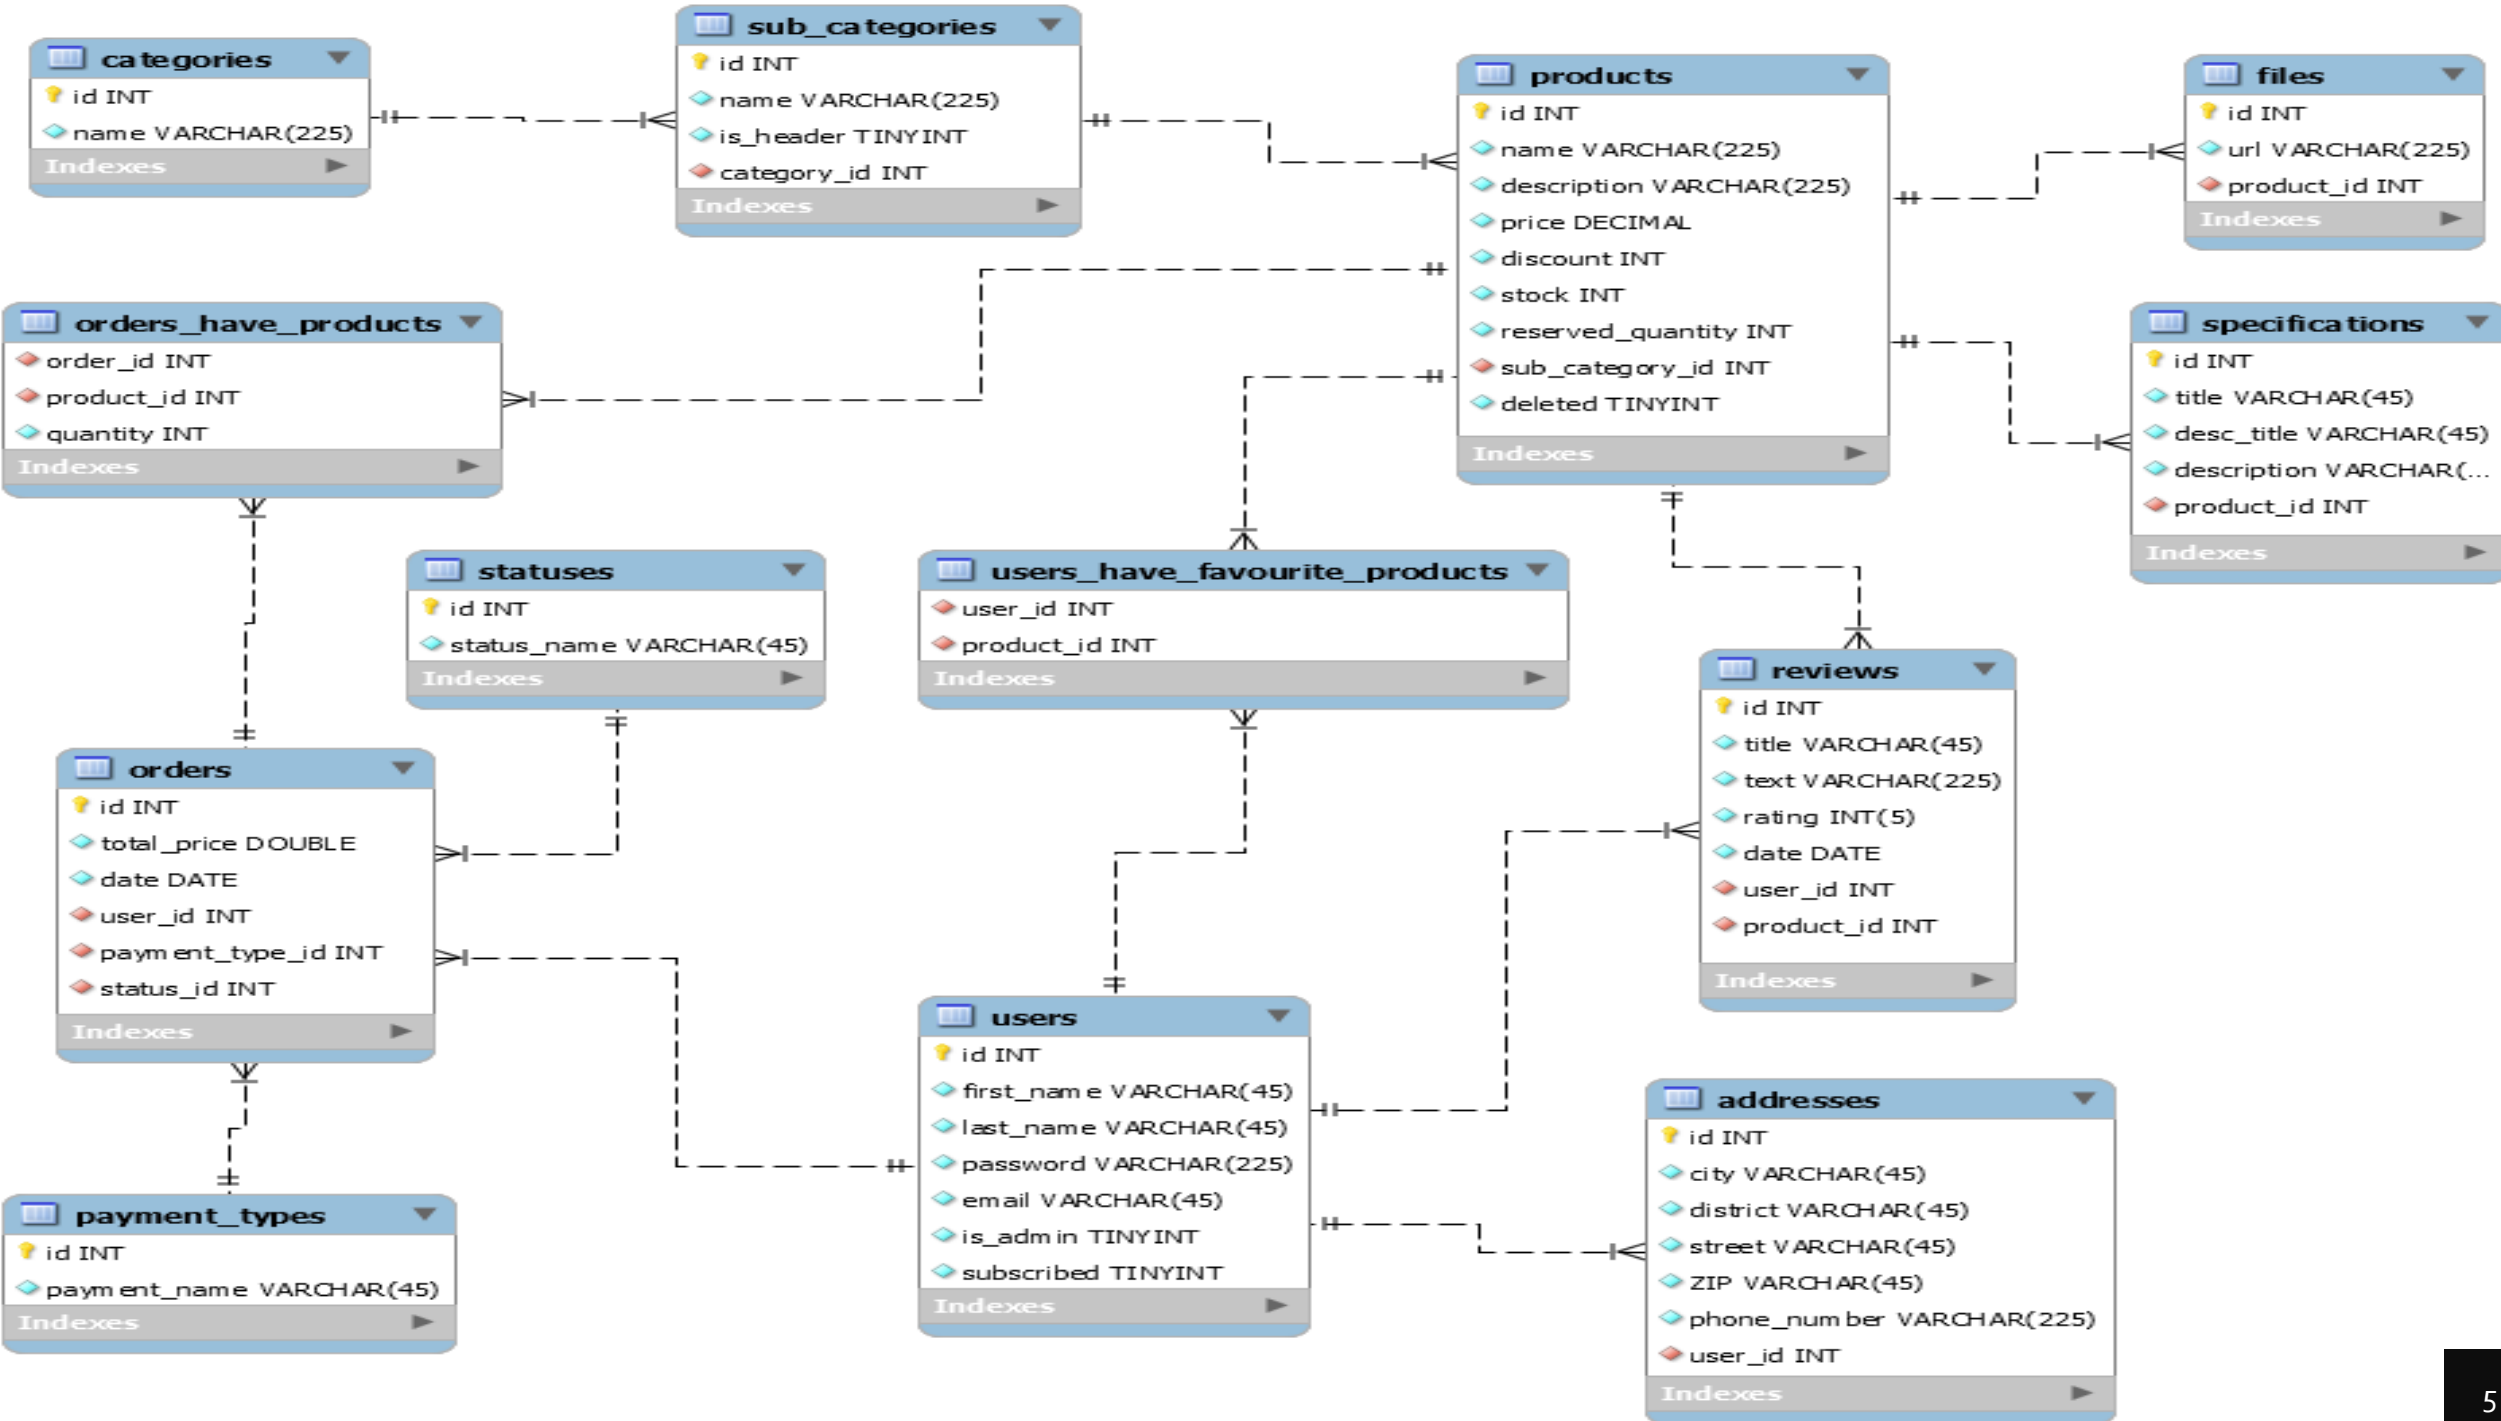 categories
id INT
name VARCHAR(225)
Indexes
sub_categories
id INT
name VARCHAR(225)
is_header TINYINT
category_id INT
Indexes
products
id INT
name VARCHAR(225)
description VARCHAR(225)
price DECIMAL
discount INT
stock INT
reserved_quantity INT
sub_category_id INT
deleted TINYINT
Indexes
files
id INT
url VARCHAR(225)
product_id INT
Indexes
orders_have_products
order_id INT
product_id INT
quantity INT
Indexes
specifications
id INT
title VARCHAR(45)
desc_title VARCHAR(45)
description VARCHAR(...
product_id INT
Indexes
statuses
id INT
status_name VARCHAR(45)
Indexes
users_have_favourite_products
user_id INT
product_id INT
Indexes
reviews
id INT
title VARCHAR(45)
text VARCHAR(225)
rating INT(5)
date DATE
user_id INT
product_id INT
Indexes
orders
id INT
total_price DOUBLE
date DATE
user_id INT
payment_type_id INT
status_id INT
Indexes
users
id INT
first_name VARCHAR(45)
last_name VARCHAR(45)
password VARCHAR(225)
email VARCHAR(45)
is_admin TINYINT
subscribed TINYINT
Indexes
addresses
id INT
city VARCHAR(45)
district VARCHAR(45)
street VARCHAR(45)
ZIP VARCHAR(45)
phone_number VARCHAR(225)
user_id INT
Indexes
payment_types
id INT
payment_name VARCHAR(45)
Indexes
5